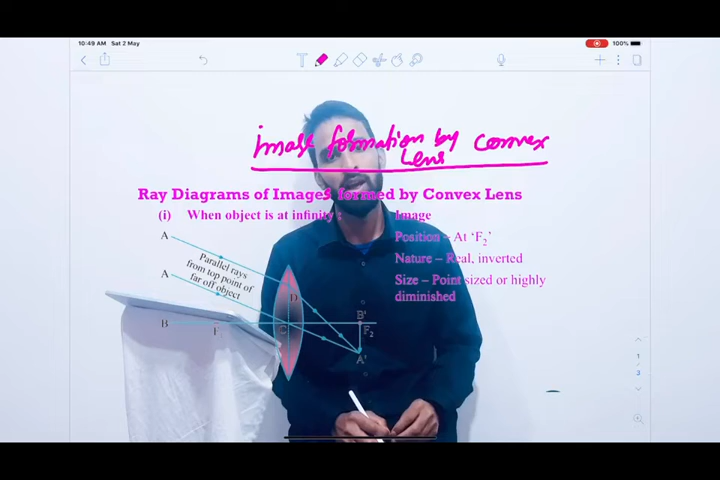 10:49 AM Sat 2 May
100%
T
Image formation by convex
Lens
Ray Diagrams of Images formed by Convex Lens
(i) When object is at infinity :
Image
Position – At 'F2'
Nature – Real, inverted
Size – Point sized or highly
diminished
A
Parallel rays
from top point of
far off object
A
D
B
F
C
B'
F2
A'
1
3